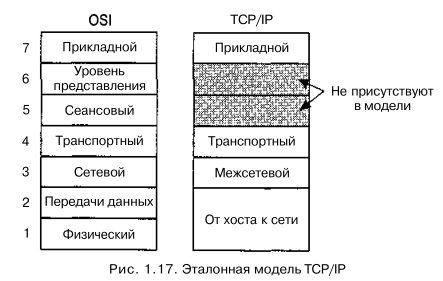 OSI TCP/IP
7 Прикладной Прикладной
6 Уровень представления
Не присутствуют в модели
5 Сеансовый
4 Транспортный Транспортный
3 Сетевой Межсетевой
2 Передачи данных
От хоста к сети
1 Физический
Рис. 1.17. Эталонная модель TCP/IP